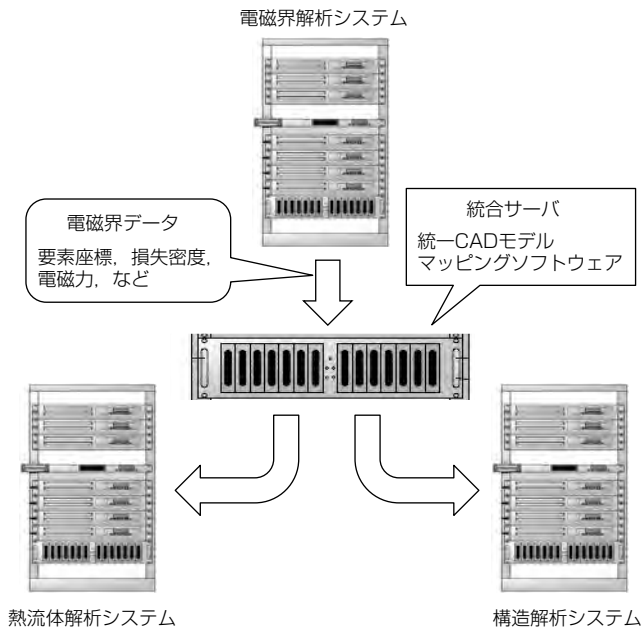 電磁界解析システム
電磁界データ
要素座標，損失密度，
電磁力，など
統合サーバ
統一CADモデル
マッピングソフトウェア
熱流体解析システム
構造解析システム